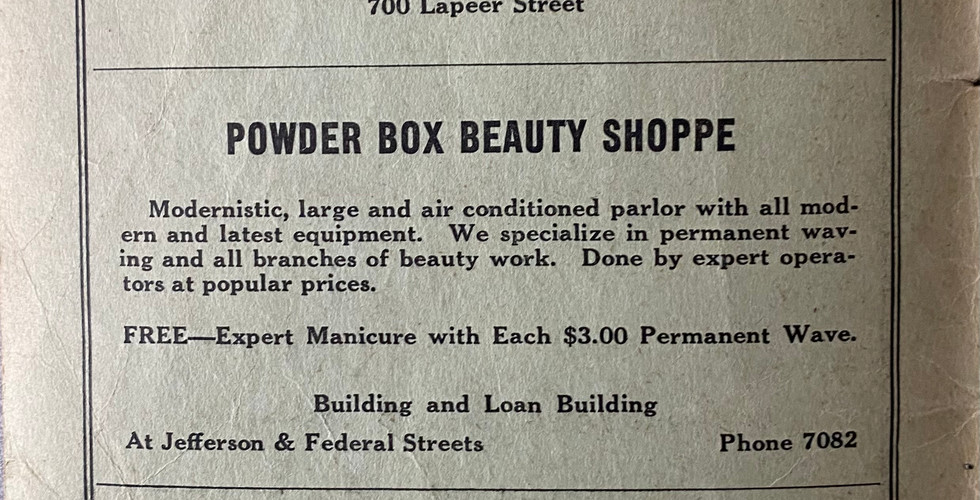 700 Lapeer Street
POWDER BOX BEAUTY SHOPPE
Modernistic, large and air conditioned parlor with all mod-
ern and latest equipment. We specialize in permanent wav-
ing and all branches of beauty work. Done by expert opera-
tors at popular prices.
FREE—Expert Manicure with Each $3.00 Permanent Wave.
Building and Loan Building
At Jefferson & Federal Streets Phone 7082